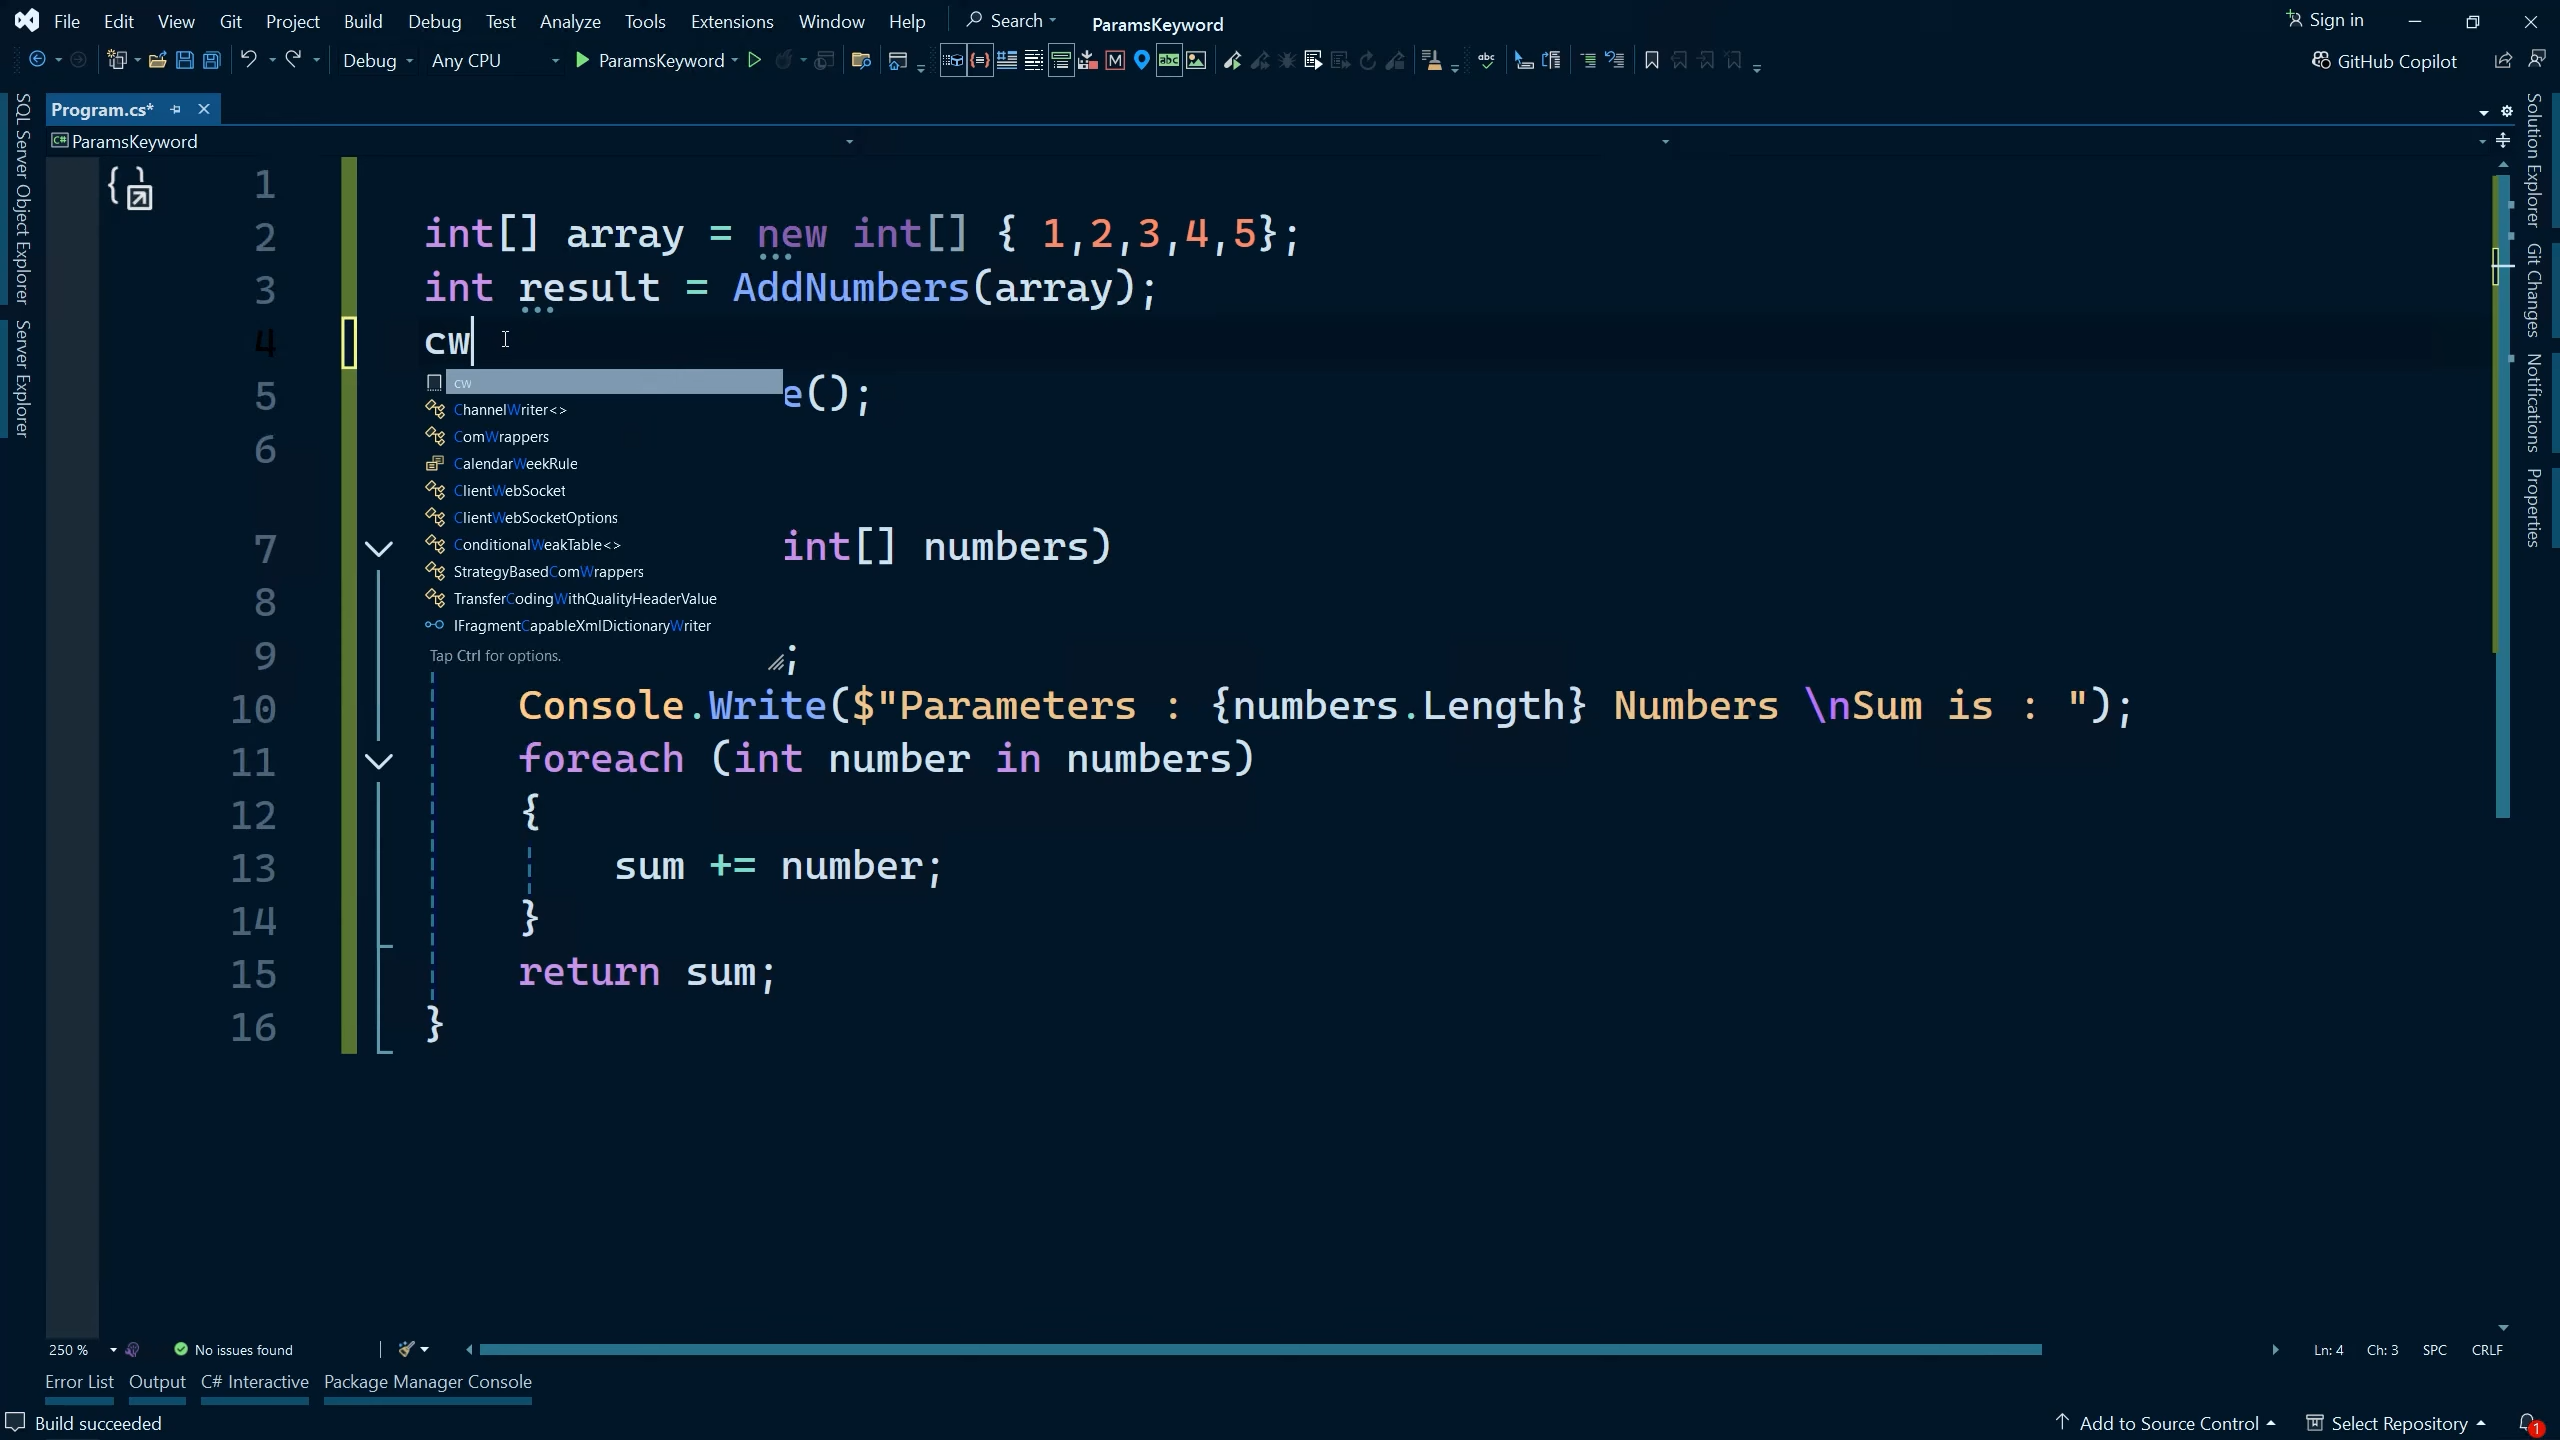 File Edit View Git Project Build Debug Test Analyze Tools Extensions Window Help Search ParamsKeyword Sign in
Debug Any CPU ParamsKeyword GitHub Copilot
Program.cs*
C# ParamsKeyword
1
2 int[] array = new int[] { 1,2,3,4,5};
3 int result = AddNumbers(array);
4 cw
cw
5 e();
ChannelWriter<>
ComWrappers
6
CalendarWeekRule
ClientWebSocket
ClientWebSocketOptions
7 int[] numbers)
ConditionalWeakTable<>
StrategyBasedComWrappers
8
TransferCodingWithQualityHeaderValue
IFragmentCapableXmlDictionaryWriter
9 ;
Tap Ctrl for options.
10 Console.Write($"Parameters : {numbers.Length} Numbers \nSum is : ");
11 foreach (int number in numbers)
12 {
13 sum += number;
14 }
15 return sum;
16 }
SQL Server Object Explorer
Server Explorer
Solution Explorer
Git Changes
Notifications
Properties
250 % No issues found Ln: 4 Ch: 3 SPC CRLF
Error List Output C# Interactive Package Manager Console
Build succeeded Add to Source Control Select Repository 1